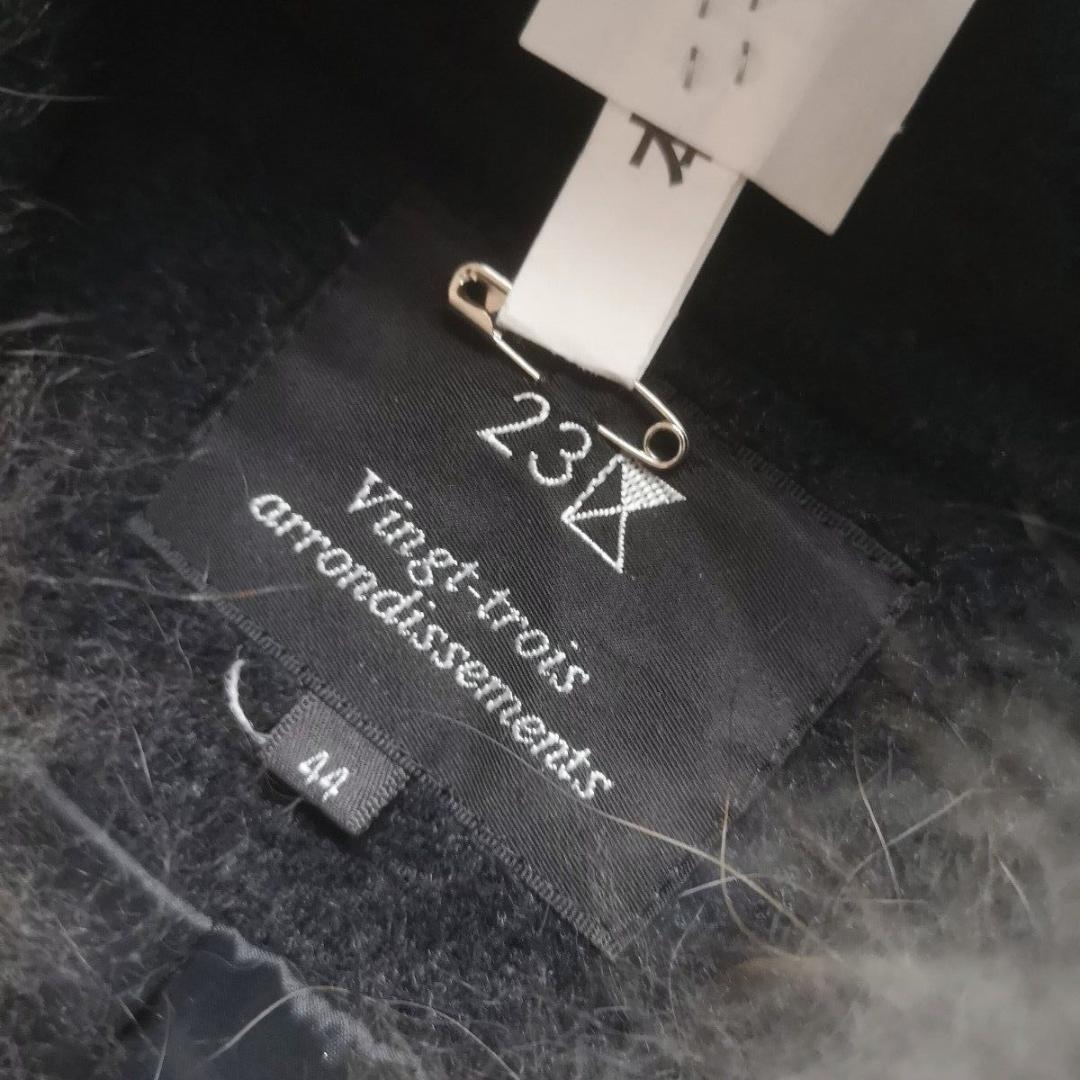 23
Vingt-trois
arrondissements
44